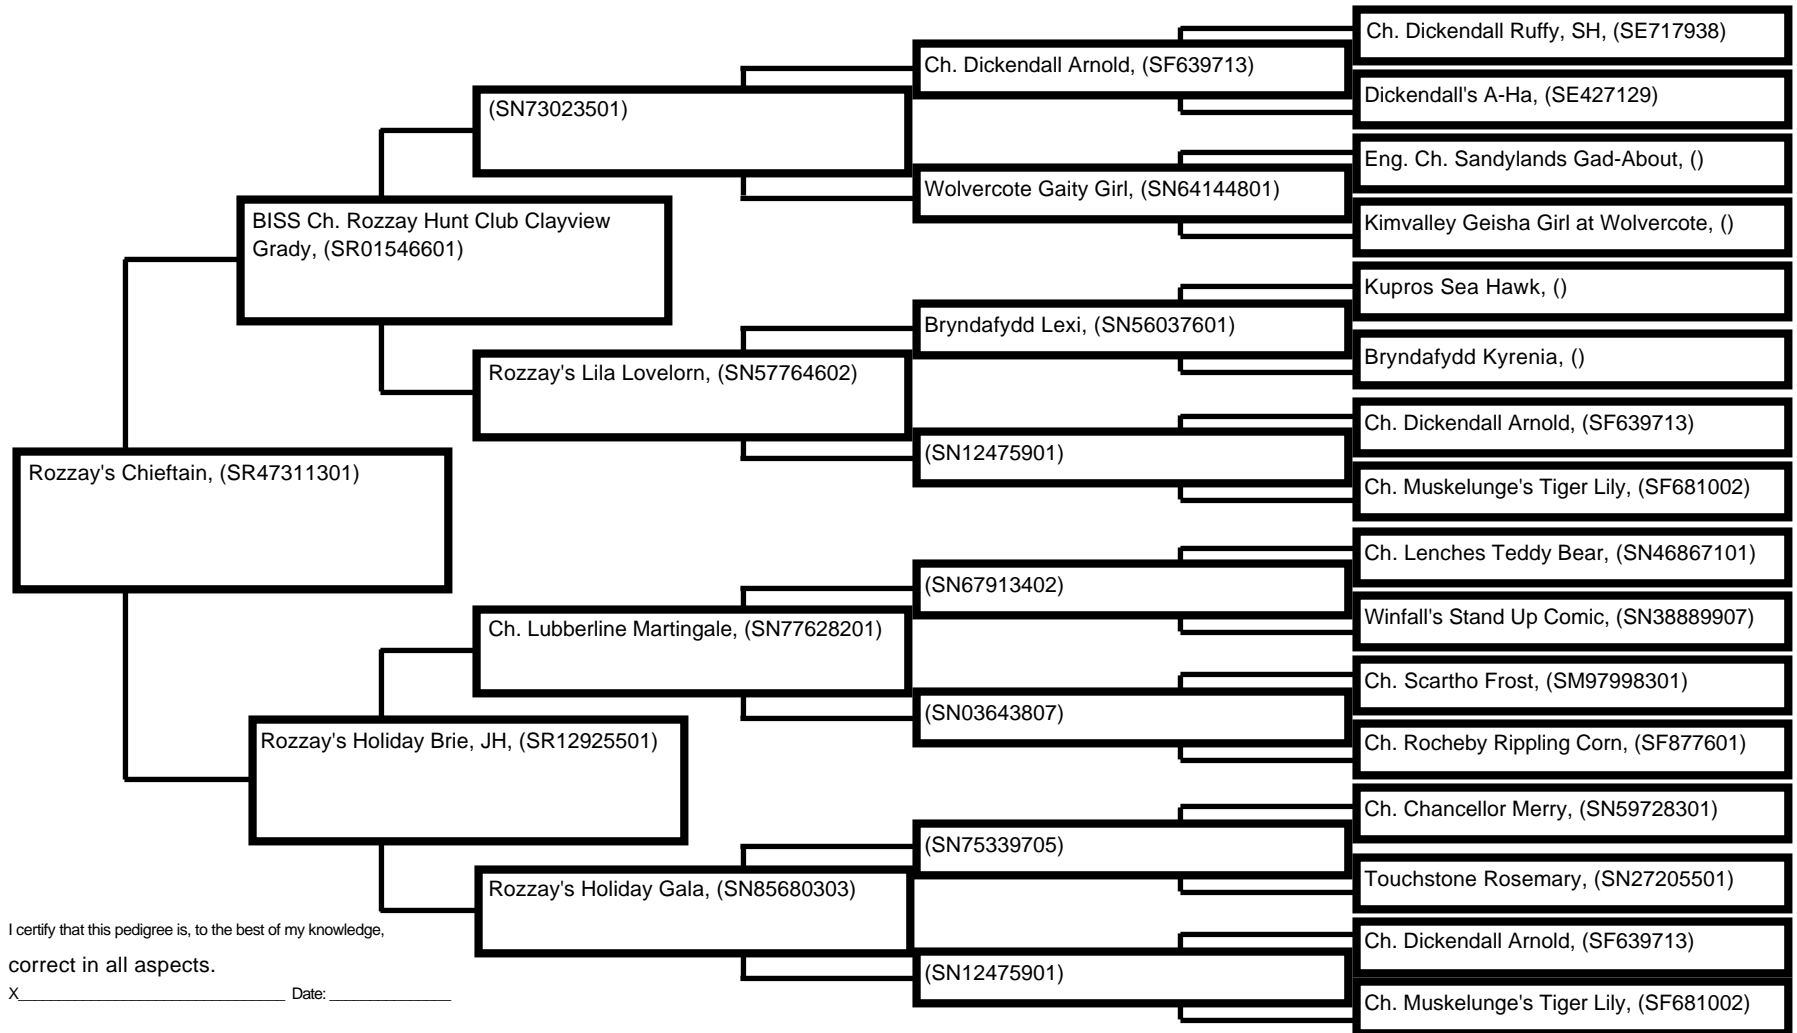 Rozzay's Chieftain, (SR47311301)
BISS Ch. Rozzay Hunt Club Clayview
Grady, (SR01546601)
Rozzay's Holiday Brie, JH, (SR12925501)
(SN73023501)
Rozzay's Lila Lovelorn, (SN57764602)
Ch. Lubberline Martingale, (SN77628201)
Rozzay's Holiday Gala, (SN85680303)
Ch. Dickendall Arnold, (SF639713)
Wolvercote Gaity Girl, (SN64144801)
Bryndafydd Lexi, (SN56037601)
(SN12475901)
(SN67913402)
(SN03643807)
(SN75339705)
(SN12475901)
Ch. Dickendall Ruffy, SH, (SE717938)
Dickendall's A-Ha, (SE427129)
Eng. Ch. Sandylands Gad-About, ()
Kimvalley Geisha Girl at Wolvercote, ()
Kupros Sea Hawk, ()
Bryndafydd Kyrenia, ()
Ch. Dickendall Arnold, (SF639713)
Ch. Muskelunge's Tiger Lily, (SF681002)
Ch. Lenches Teddy Bear, (SN46867101)
Winfall's Stand Up Comic, (SN38889907)
Ch. Scartho Frost, (SM97998301)
Ch. Rocheby Rippling Corn, (SF877601)
Ch. Chancellor Merry, (SN59728301)
Touchstone Rosemary, (SN27205501)
Ch. Dickendall Arnold, (SF639713)
Ch. Muskelunge's Tiger Lily, (SF681002)
I certify that this pedigree is, to the best of my knowledge,
correct in all aspects.
X_________________________________ Date: _______________